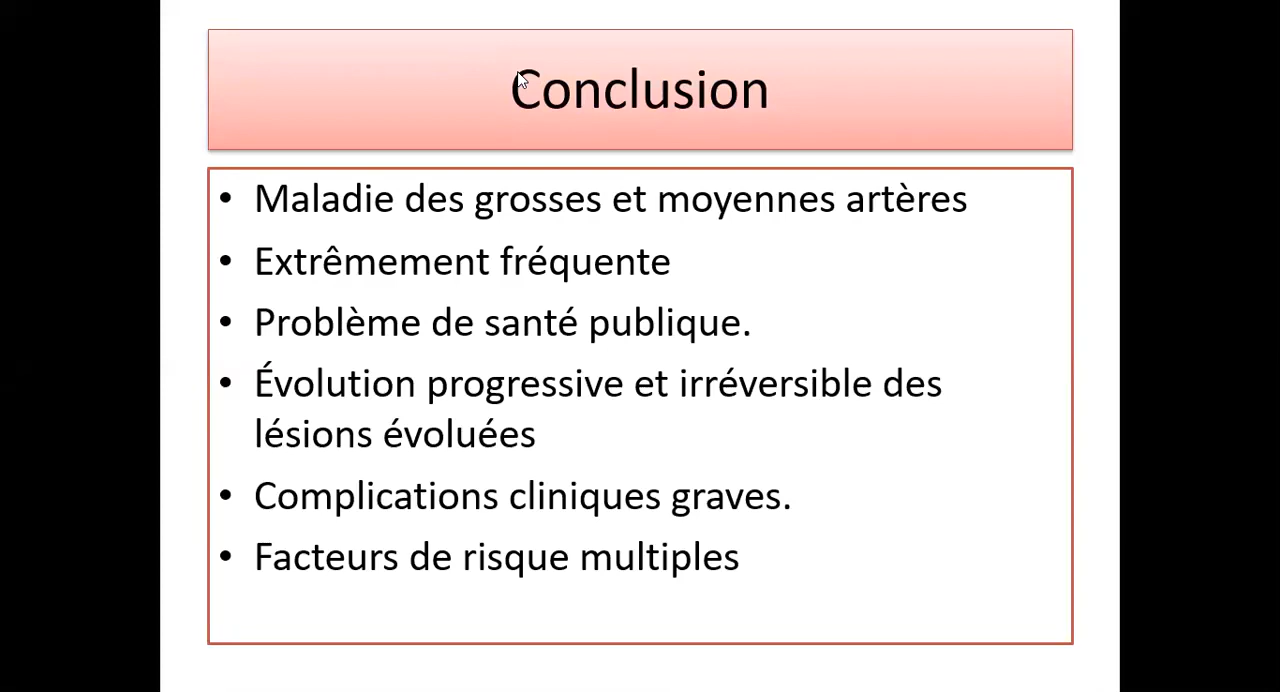 Conclusion
• Maladie des grosses et moyennes artères
• Extrêmement fréquente
• Problème de santé publique.
• Évolution progressive et irréversible des
lésions évoluées
• Complications cliniques graves.
• Facteurs de risque multiples